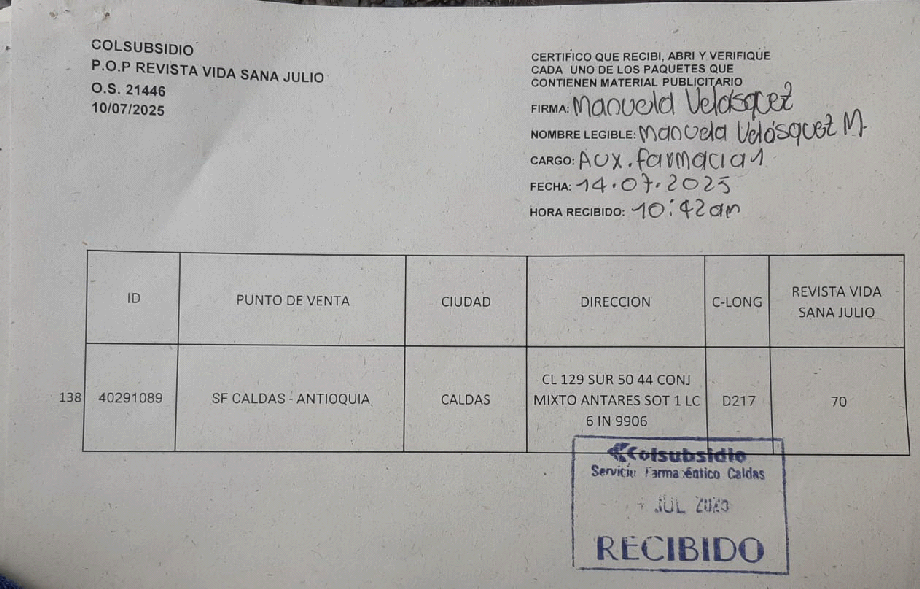 COLSUBSIDIO
P.O.P REVISTA VIDA SANA JULIO
O.S. 21446
10/07/2025
CERTIFICO QUE RECIBI, ABRI Y VERIFIQUE
CADA UNO DE LOS PAQUETES QUE
CONTIENEN MATERIAL PUBLICITARIO
FIRMA: Manuela Velásquez
NOMBRE LEGIBLE: Manuela Velásquez M.
CARGO: Aux. farmacia 1
FECHA: 14.07.2025
HORA RECIBIDO: 10:42am
ID PUNTO DE VENTA CIUDAD DIRECCION C-LONG REVISTA VIDA
SANA JULIO
138 40291089 SF CALDAS - ANTIOQUIA CALDAS CL 129 SUR 50 44 CONJ D217 70
MIXTO ANTARES SOT 1 LC
6 IN 9906
Colsubsidio
Servicio Farmacéutico Caldas
JUL
RECIBIDO